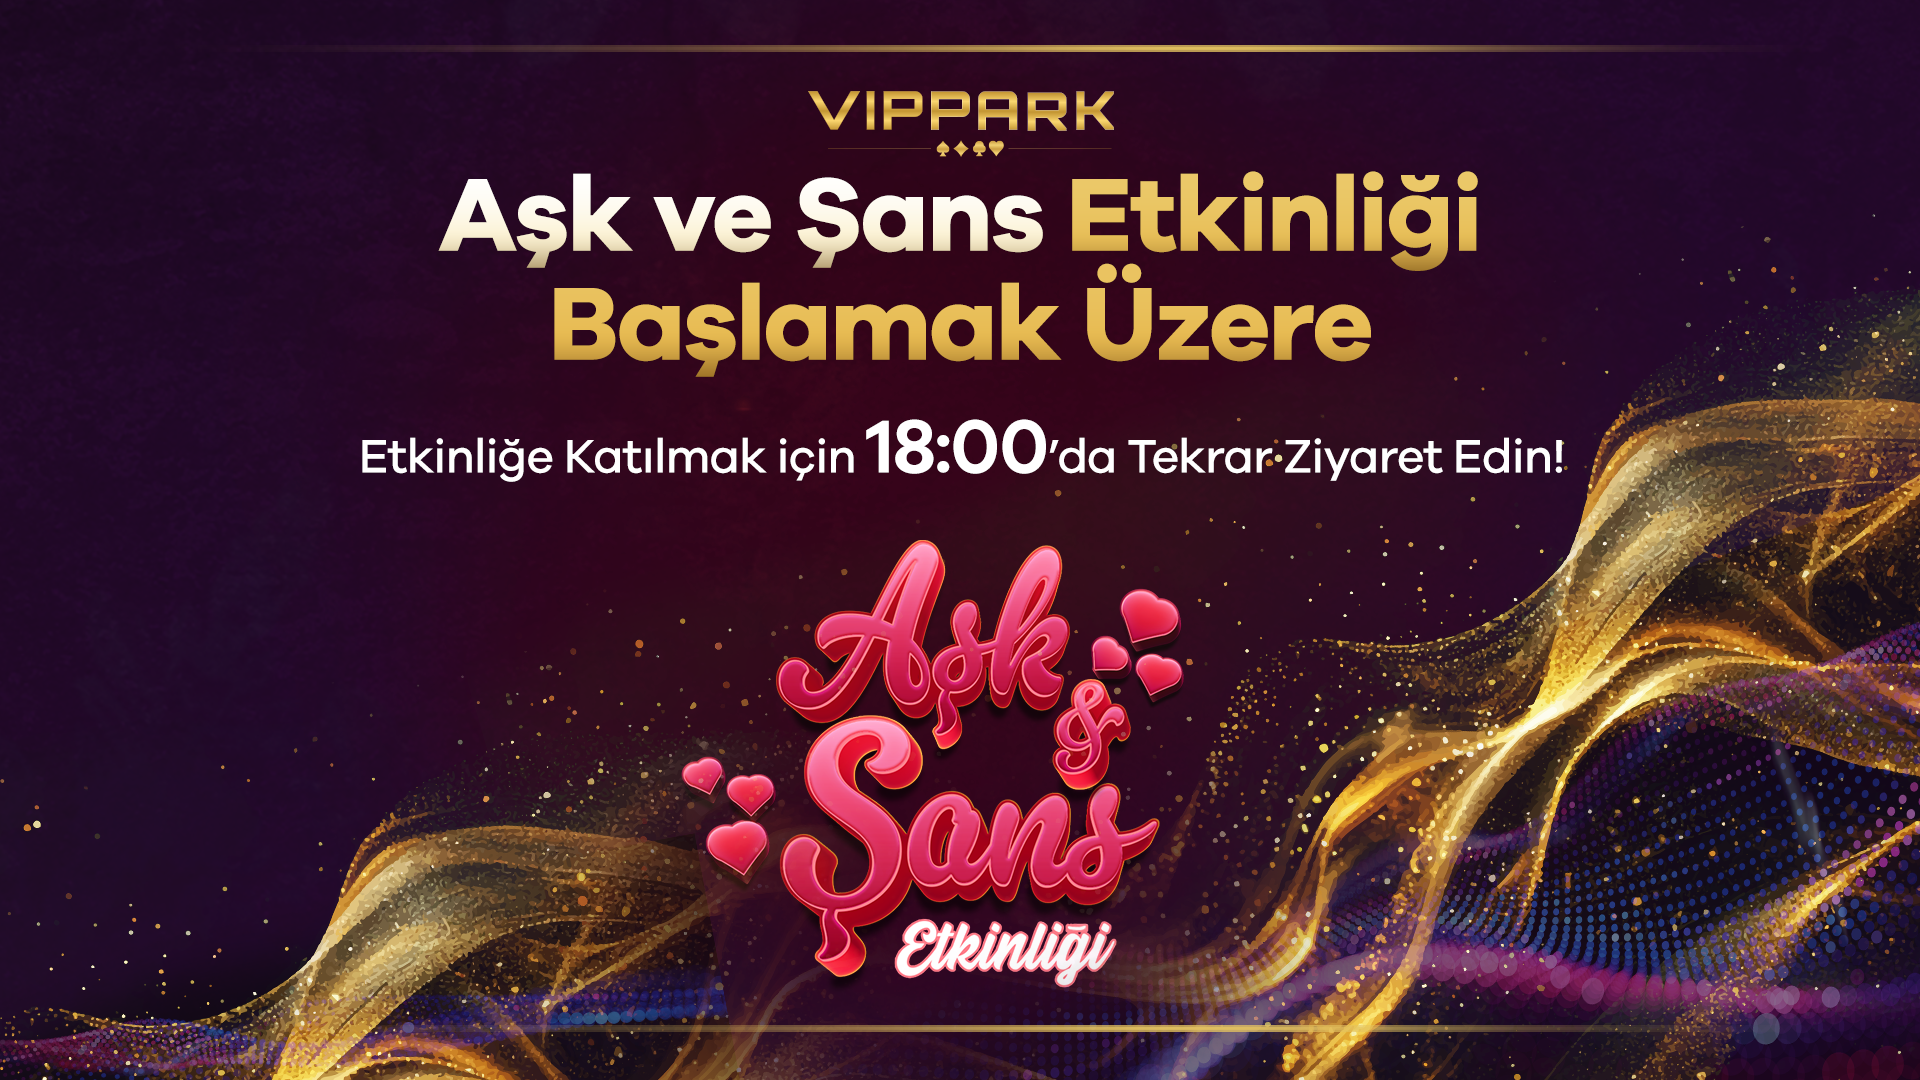 VIPPARK
Aşk ve Şans Etkinliği
Başlamak Üzere
Etkinliğe Katılmak için 18:00’da Tekrar Ziyaret Edin!
Aşk
&
Şans
Etkinliği